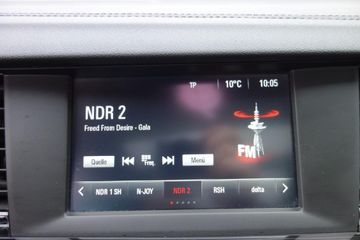 TP 10°C 10:05
NDR 2
Freed From Desire - Gala
FM
Quelle Freq. Menü
NDR 1 SH N-JOY NDR 2 RSH delta